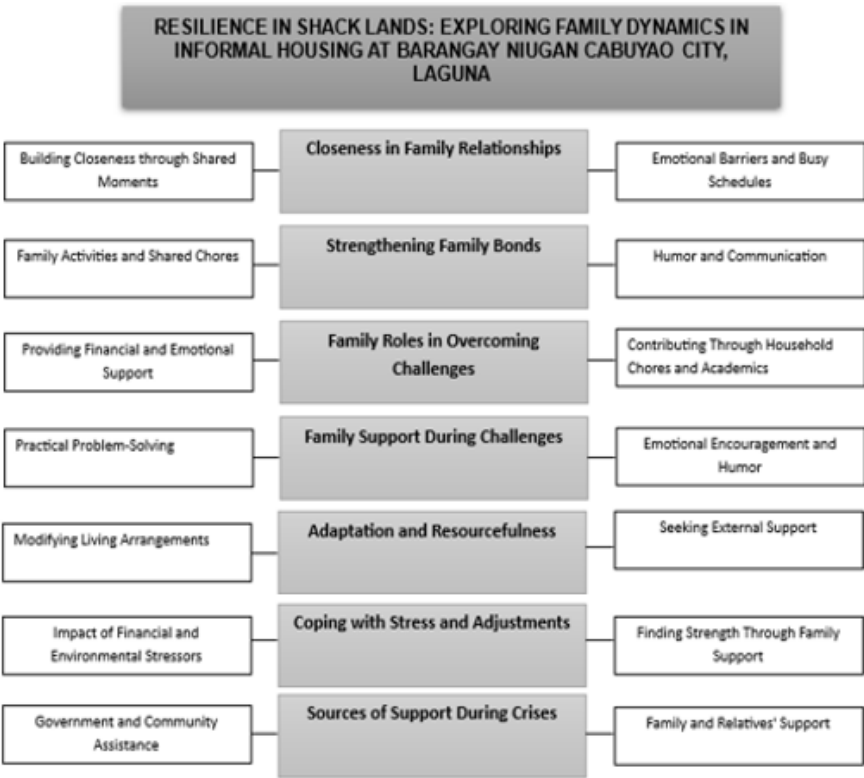 RESILIENCE IN SHACK LANDS: EXPLORING FAMILY DYNAMICS IN
INFORMAL HOUSING AT BARANGAY NIUGAN CABUYAO CITY,
LAGUNA
Building Closeness through Shared
Moments
Closeness in Family Relationships
Emotional Barriers and Busy
Schedules
Family Activities and Shared Chores
Strengthening Family Bonds
Humor and Communication
Providing Financial and Emotional
Support
Family Roles in Overcoming
Challenges
Contributing Through Household
Chores and Academics
Practical Problem-Solving
Family Support During Challenges
Emotional Encouragement and
Humor
Modifying Living Arrangements
Adaptation and Resourcefulness
Seeking External Support
Impact of Financial and
Environmental Stressors
Coping with Stress and Adjustments
Finding Strength Through Family
Support
Government and Community
Assistance
Sources of Support During Crises
Family and Relatives' Support